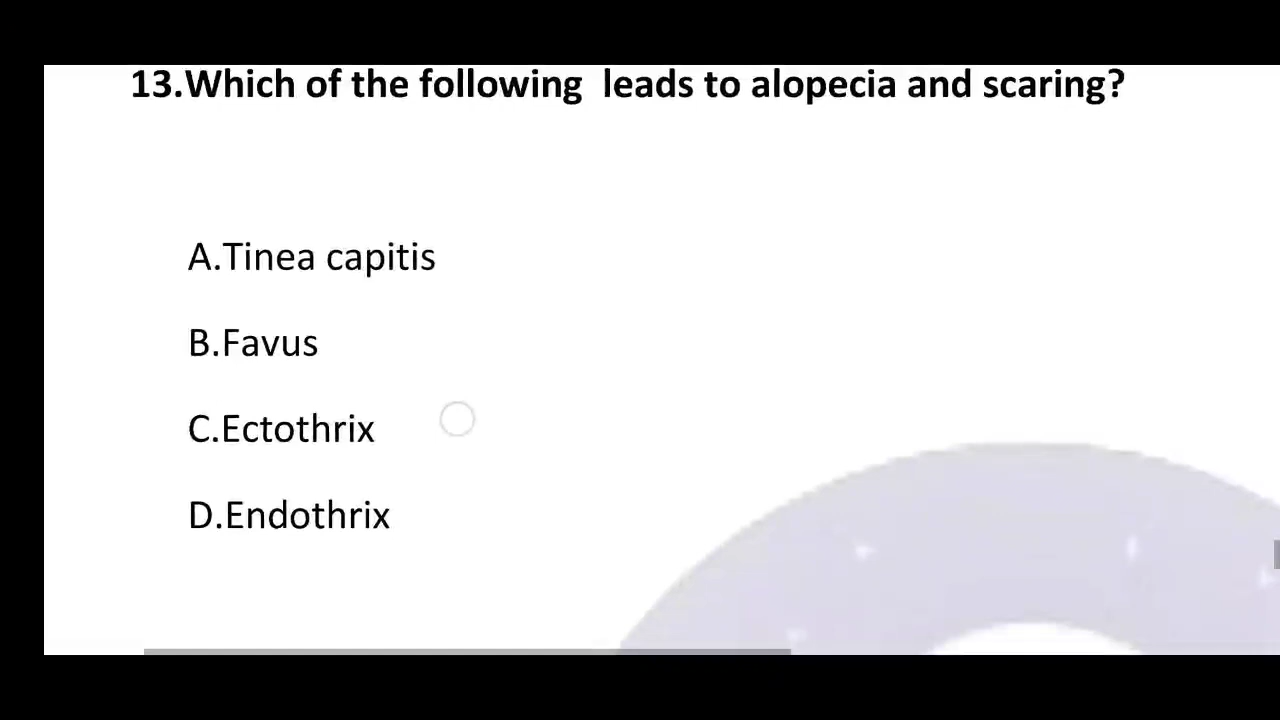 13.Which of the following  leads to alopecia and scaring?
A.Tinea capitis
B.Favus
C.Ectothrix
D.Endothrix